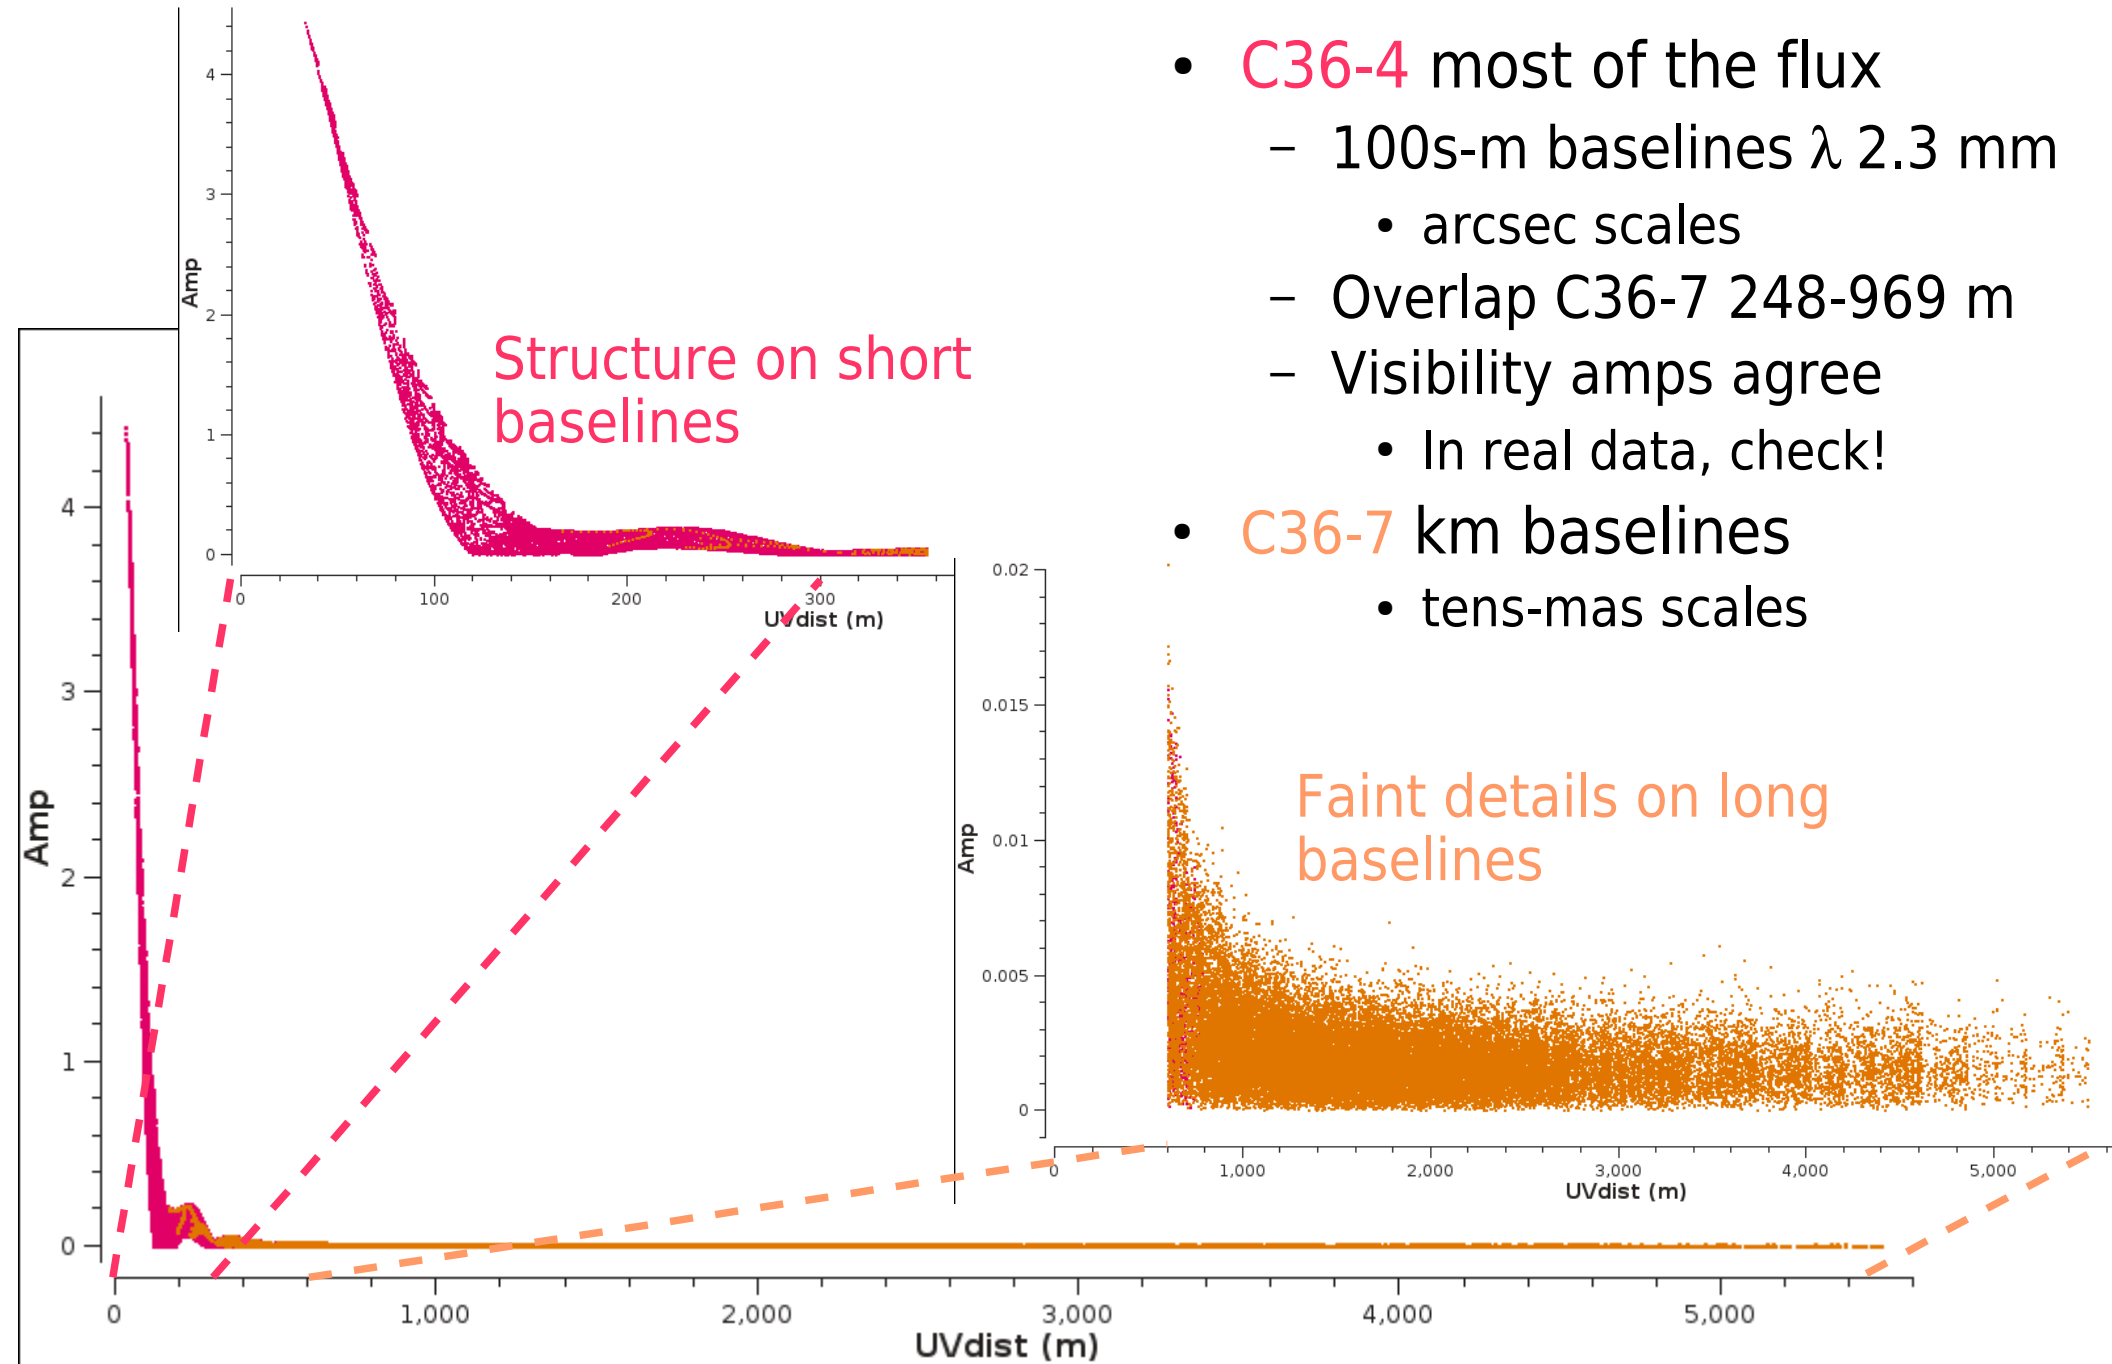 • C36-4 most of the flux
– 100s-m baselines λ 2.3 mm
• arcsec scales
– Overlap C36-7 248-969 m
– Visibility amps agree
• In real data, check!
• C36-7 km baselines
• tens-mas scales
Structure on short
baselines
Amp
4
3
2
1
0
0 100 200 300
UVdist (m)
Faint details on long
baselines
Amp
0.02
0.015
0.01
0.005
0
0 1,000 2,000 3,000 4,000 5,000
UVdist (m)
Amp
4
3
2
1
0
0 1,000 2,000 3,000 4,000 5,000
UVdist (m)